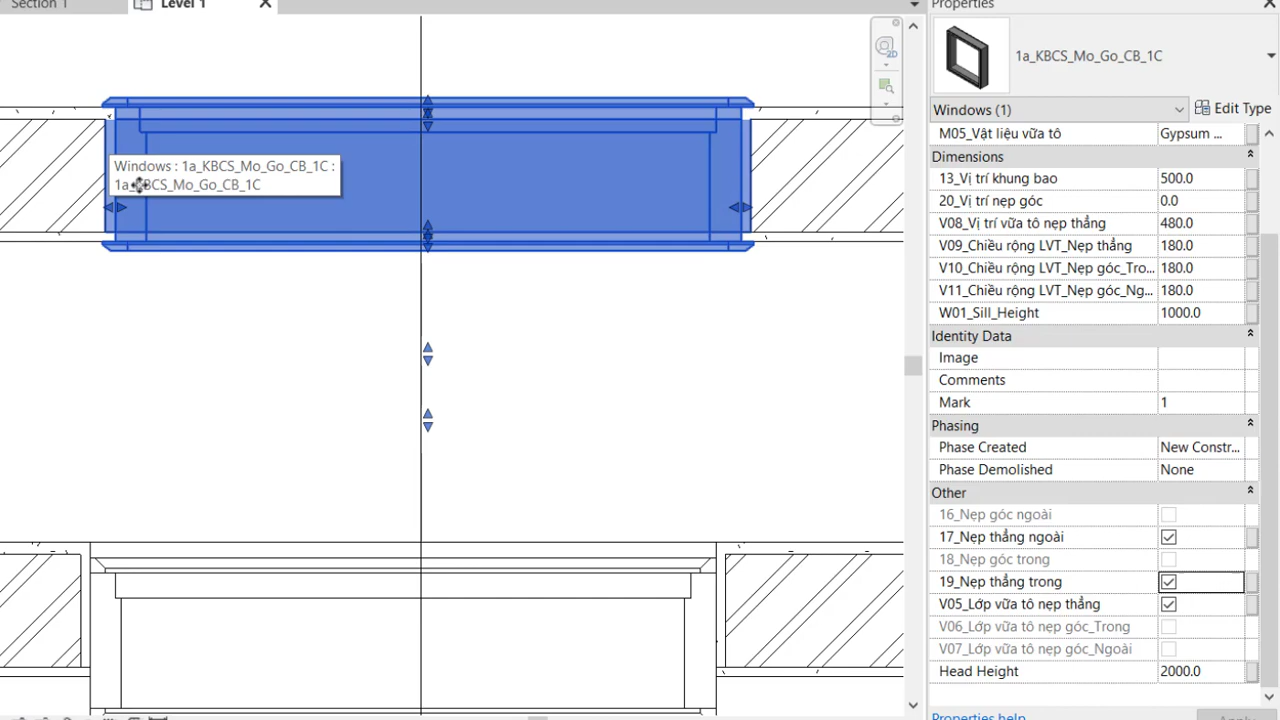 Section 1
Level 1
Properties
1a_KBCS_Mo_Go_CB_1C
Windows (1)
Edit Type
M05_Vật liệu vữa tô Gypsum ...
Dimensions
13_Vị trí khung bao 500.0
20_Vị trí nẹp góc 0.0
V08_Vị trí vữa tô nẹp thẳng 480.0
V09_Chiều rộng LVT_Nẹp thẳng 180.0
V10_Chiều rộng LVT_Nẹp góc_Tro... 180.0
V11_Chiều rộng LVT_Nẹp góc_Ng... 180.0
W01_Sill_Height 1000.0
Identity Data
Image
Comments
Mark 1
Phasing
Phase Created New Constr...
Phase Demolished None
Other
16_Nẹp góc ngoài
17_Nẹp thẳng ngoài
18_Nẹp góc trong
19_Nẹp thẳng trong
V05_Lớp vữa tô nẹp thẳng
V06_Lớp vữa tô nẹp góc_Trong
V07_Lớp vữa tô nẹp góc_Ngoài
Head Height 2000.0
Properties help
Apply
Windows : 1a_KBCS_Mo_Go_CB_1C :
1a_KBCS_Mo_Go_CB_1C
2D